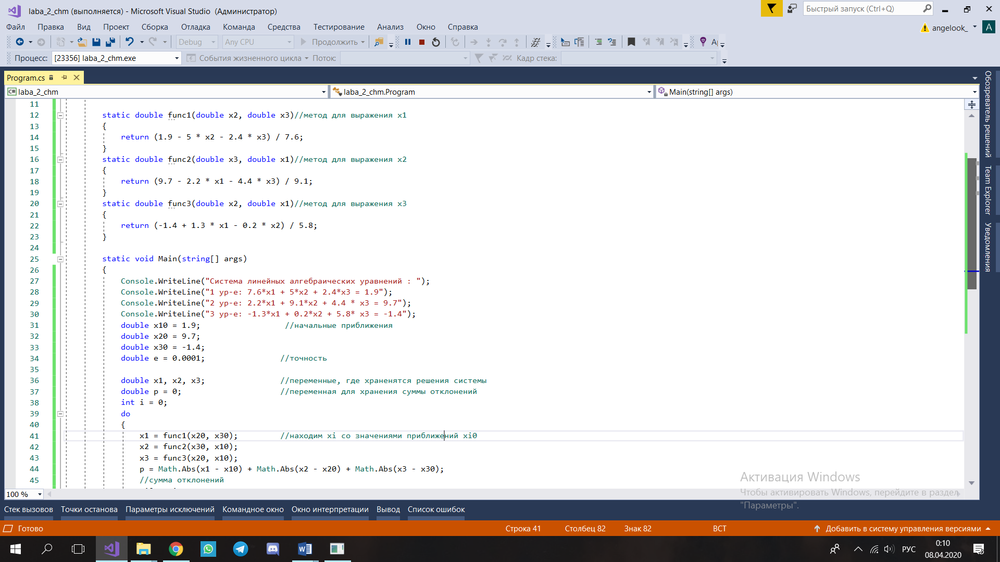 laba_2_chm (выполняется) - Microsoft Visual Studio (Администратор)
Быстрый запуск (Ctrl+Q)
Файл Правка Вид Проект Сборка Отладка Команда Средства Тестирование Анализ Окно Справка
angelook_ A
Debug Any CPU Продолжить
Процесс: [23356] laba_2_chm.exe События жизненного цикла Поток: Кадр стека:
Program.cs
laba_2_chm laba_2_chm.Program Main(string[] args)
11
12 static double func1(double x2, double x3)//метод для выражения x1
13 {
14 return (1.9 - 5 * x2 - 2.4 * x3) / 7.6;
15 }
16 static double func2(double x3, double x1)//метод для выражения x2
17 {
18 return (9.7 - 2.2 * x1 - 4.4 * x3) / 9.1;
19 }
20 static double func3(double x2, double x1)//метод для выражения x3
21 {
22 return (-1.4 + 1.3 * x1 - 0.2 * x2) / 5.8;
23 }
24
25 static void Main(string[] args)
26 {
27 Console.WriteLine("Система линейных алгебраических уравнений : ");
28 Console.WriteLine("1 ур-е: 7.6*x1 + 5*x2 + 2.4*x3 = 1.9");
29 Console.WriteLine("2 ур-е: 2.2*x1 + 9.1*x2 + 4.4 * x3 = 9.7");
30 Console.WriteLine("3 ур-е: -1.3*x1 + 0.2*x2 + 5.8* x3 = -1.4");
31 double x10 = 1.9; //начальные приближения
32 double x20 = 9.7;
33 double x30 = -1.4;
34 double e = 0.0001; //точность
35
36 double x1, x2, x3; //переменные, где храненятся решения системы
37 double p = 0; //переменная для хранения суммы отклонений
38 int i = 0;
39 do
40 {
41 x1 = func1(x20, x30); //находим xi со значениями приближений xi0
42 x2 = func2(x30, x10);
43 x3 = func3(x20, x10);
44 p = Math.Abs(x1 - x10) + Math.Abs(x2 - x20) + Math.Abs(x3 - x30);
45 //сумма отклонений
Обозреватель решений
Team Explorer
Уведомления
Активация Windows
Чтобы активировать Windows, перейдите в раздел
"Параметры".
100 %
Стек вызовов Точки останова Параметры исключений Командное окно Окно интерпретации Вывод Список ошибок
Готово Строка 41 Столбец 82 Знак 82 ВСТ Добавить в систему управления версиями
РУС 0:10
08.04.2020